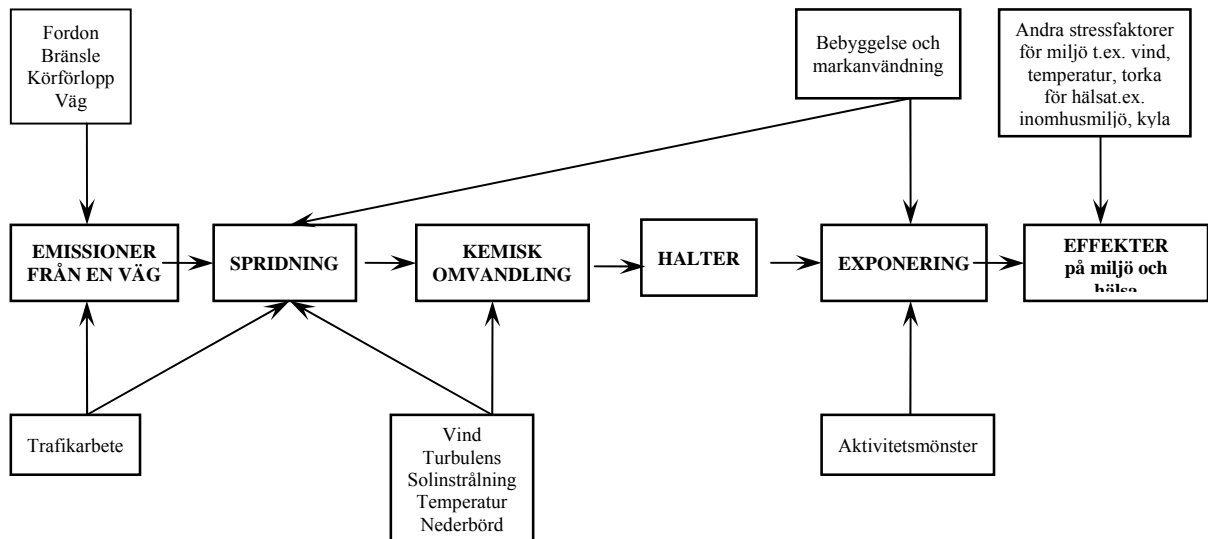 Fordon
Bränsle
Körförlopp
Väg
Bebyggelse och
markanvändning
Andra stressfaktorer
för miljö t.ex. vind,
temperatur, torka
för hälsat.ex.
inomhusmiljö, kyla
EMISSIONER
FRÅN EN VÄG
SPRIDNING
KEMISK
OMVANDLING
HALTER
EXPONERING
EFFEKTER
på miljö och
hälsa
Trafikarbete
Vind
Turbulens
Solinstrålning
Temperatur
Nederbörd
Aktivitetsmönster